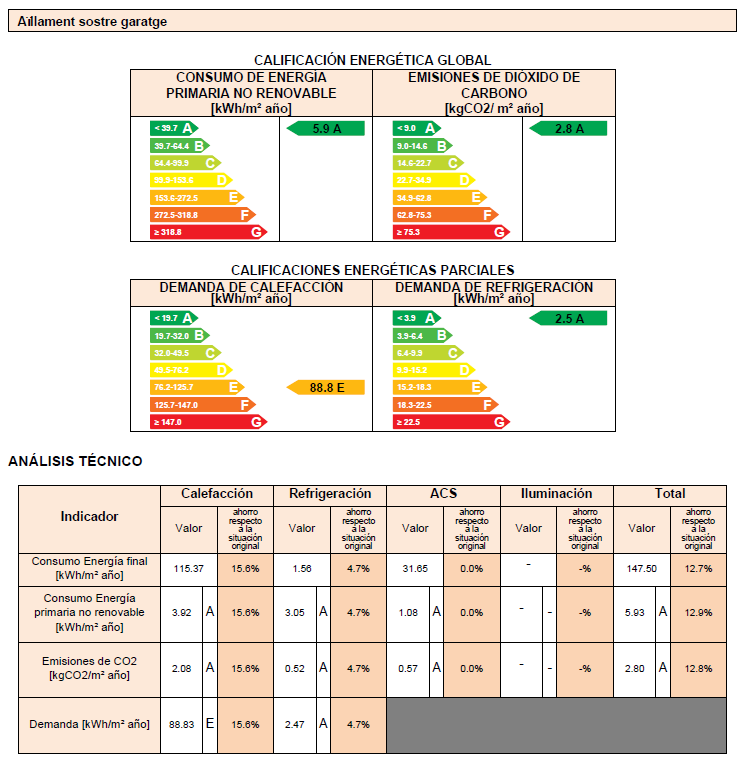 Aïllament sostre garatge
CALIFICACIÓN ENERGÉTICA GLOBAL
CONSUMO DE ENERGÍA
PRIMARIA NO RENOVABLE
[kWh/m² año]
EMISIONES DE DIÓXIDO DE
CARBONO
[kgCO2/ m² año]
< 39.7 A
39.7-64.4 B
64.4-99.9 C
99.9-153.6 D
153.6-272.5 E
272.5-318.8 F
≥ 318.8 G
5.9 A
< 9.0 A
9.0-14.6 B
14.6-22.7 C
22.7-34.9 D
34.9-62.8 E
62.8-75.3 F
≥ 75.3 G
2.8 A
CALIFICACIONES ENERGÉTICAS PARCIALES
DEMANDA DE CALEFACCIÓN
[kWh/m² año]
DEMANDA DE REFRIGERACIÓN
[kWh/m² año]
< 19.7 A
19.7-32.0 B
32.0-49.5 C
49.5-76.2 D
76.2-125.7 E
125.7-147.0 F
≥ 147.0 G
88.8 E
< 3.9 A
3.9-6.4 B
6.4-9.9 C
9.9-15.2 D
15.2-18.3 E
18.3-22.5 F
≥ 22.5 G
2.5 A
ANÁLISIS TÉCNICO
Indicador Calefacción Refrigeración ACS Iluminación Total
Valor ahorro respecto a la situación original Valor ahorro respecto a la situación original Valor ahorro respecto a la situación original Valor ahorro respecto a la situación original Valor ahorro respecto a la situación original
Consumo Energía final
[kWh/m² año] 115.37 15.6% 1.56 4.7% 31.65 0.0% - -% 147.50 12.7%
Consumo Energía
primaria no renovable
[kWh/m² año] 3.92 A 15.6% 3.05 A 4.7% 1.08 A 0.0% - - -% 5.93 A 12.9%
Emisiones de CO2
[kgCO2/m² año] 2.08 A 15.6% 0.52 A 4.7% 0.57 A 0.0% - - -% 2.80 A 12.8%
Demanda [kWh/m² año] 88.83 E 15.6% 2.47 A 4.7%